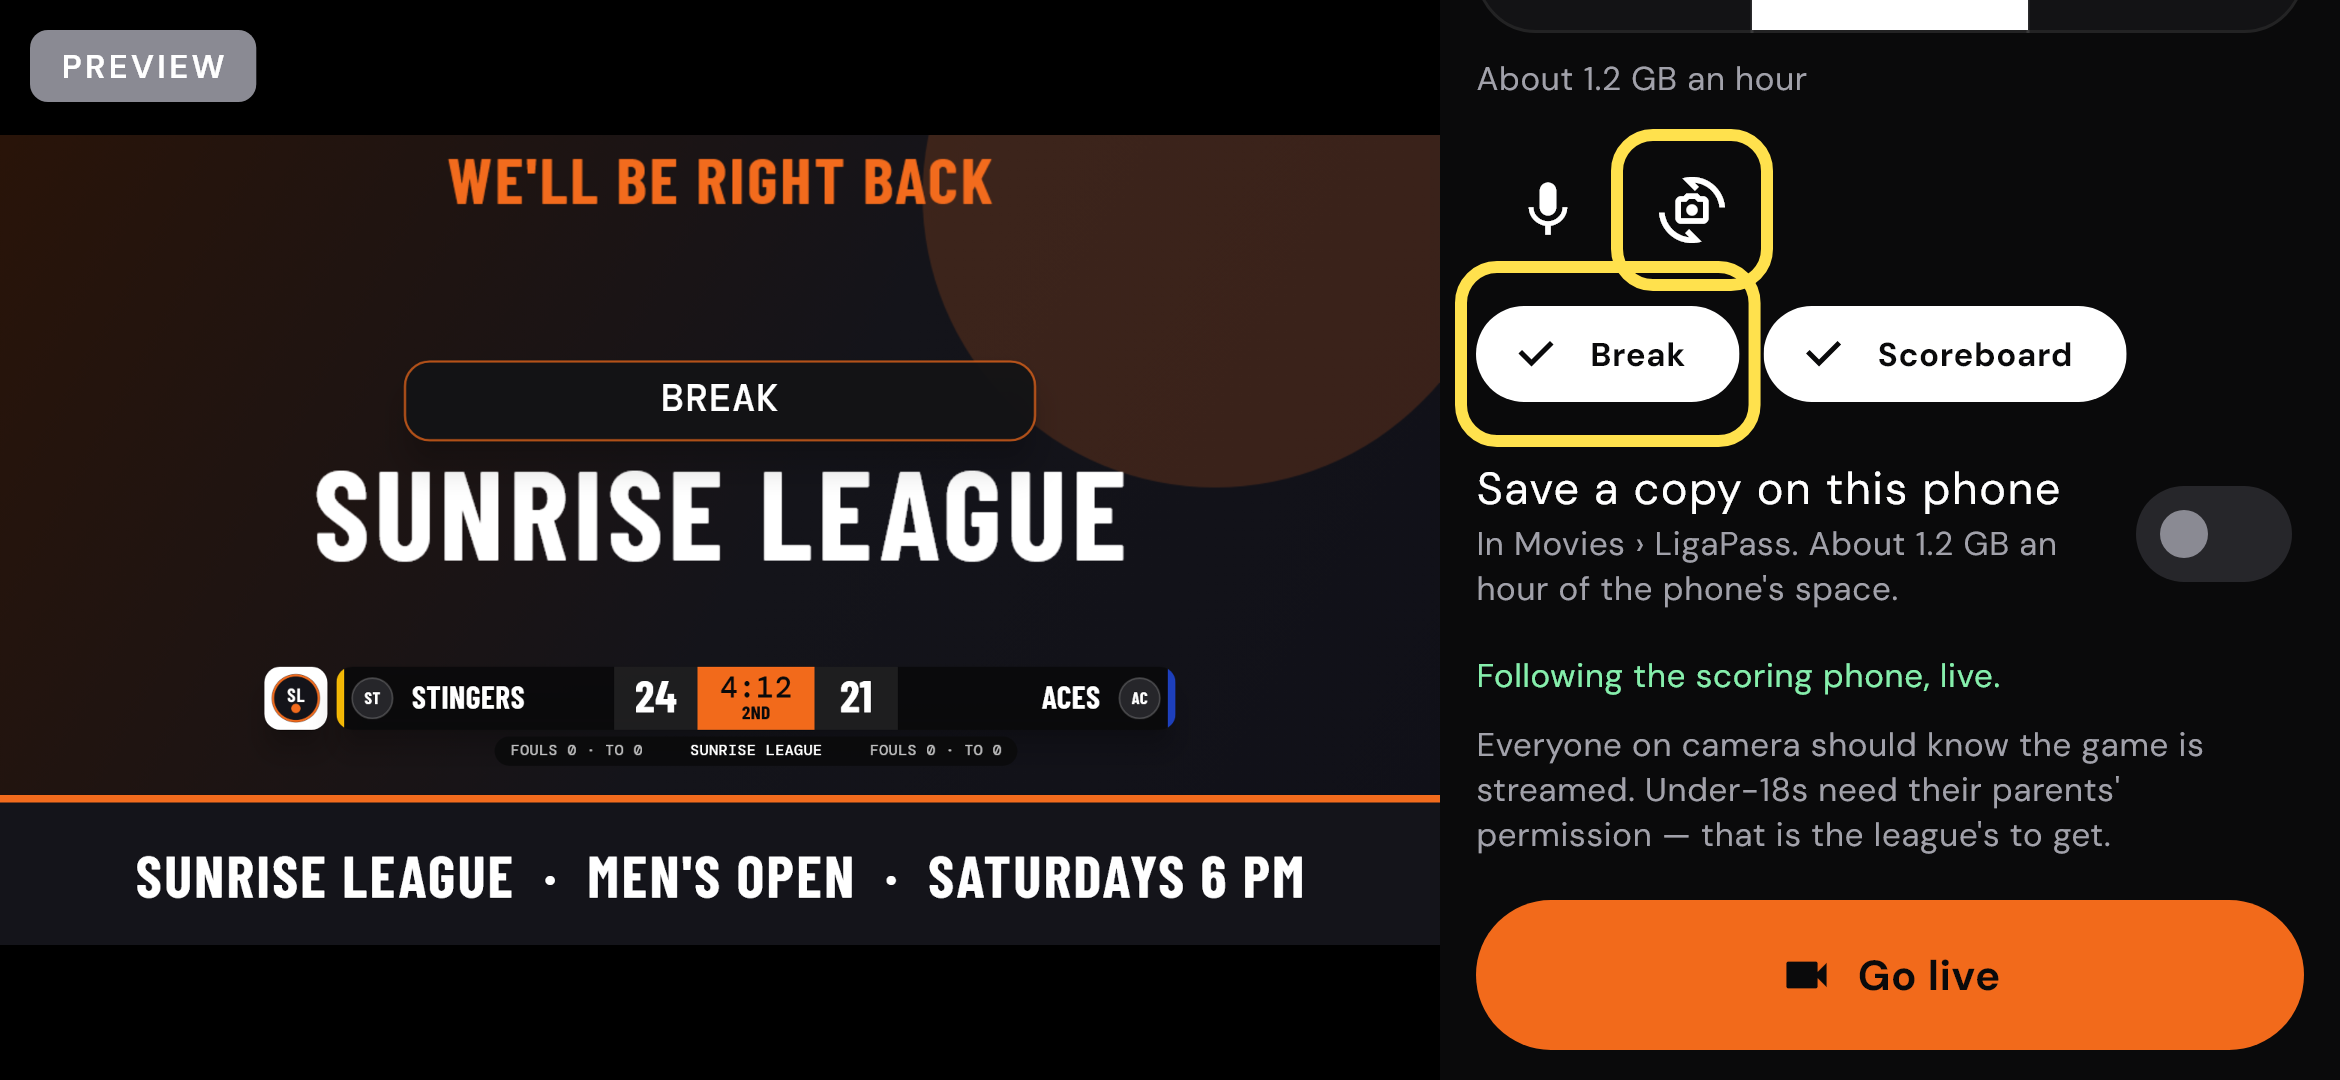 PREVIEW
WE'LL BE RIGHT BACK
BREAK
SUNRISE LEAGUE
SL
ST
STINGERS
24
4:12
2ND
21
ACES
AC
FOULS 0 · TO 0
SUNRISE LEAGUE
FOULS 0 · TO 0
SUNRISE LEAGUE · MEN'S OPEN · SATURDAYS 6 PM
About 1.2 GB an hour
Break
Scoreboard
Save a copy on this phone
In Movies › LigaPass. About 1.2 GB an
hour of the phone's space.
Following the scoring phone, live.
Everyone on camera should know the game is
streamed. Under-18s need their parents'
permission — that is the league's to get.
Go live